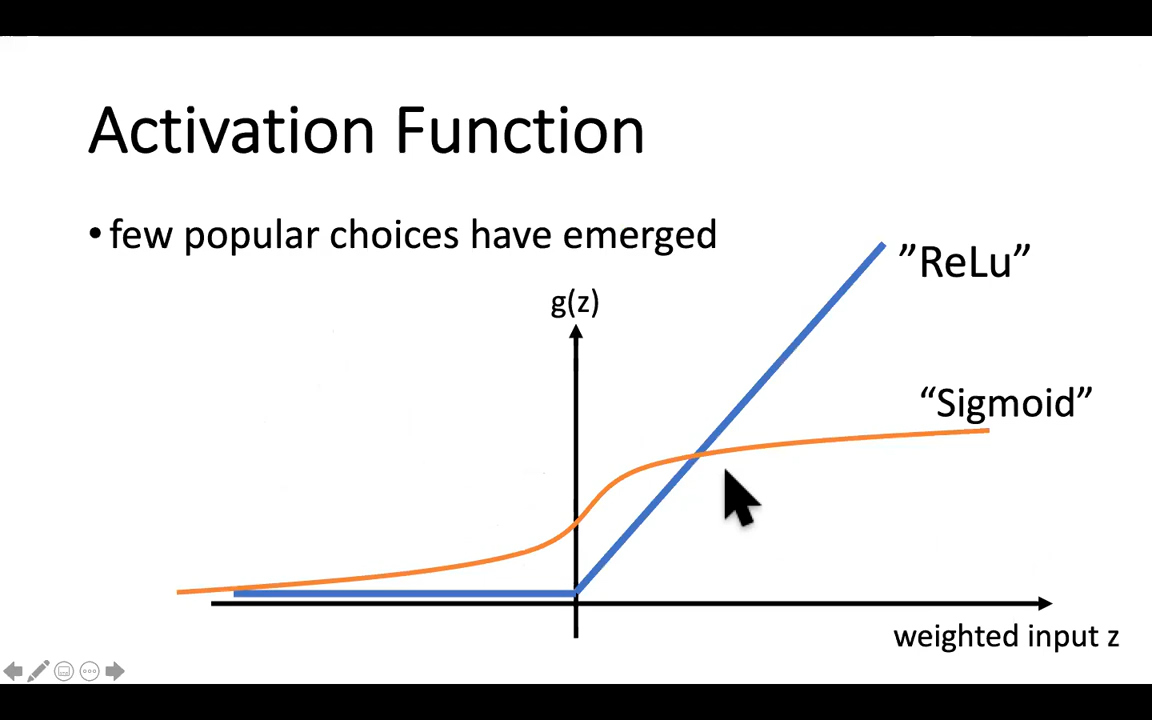 Activation Function
• few popular choices have emerged
”ReLu”
g(z)
“Sigmoid”
weighted input z